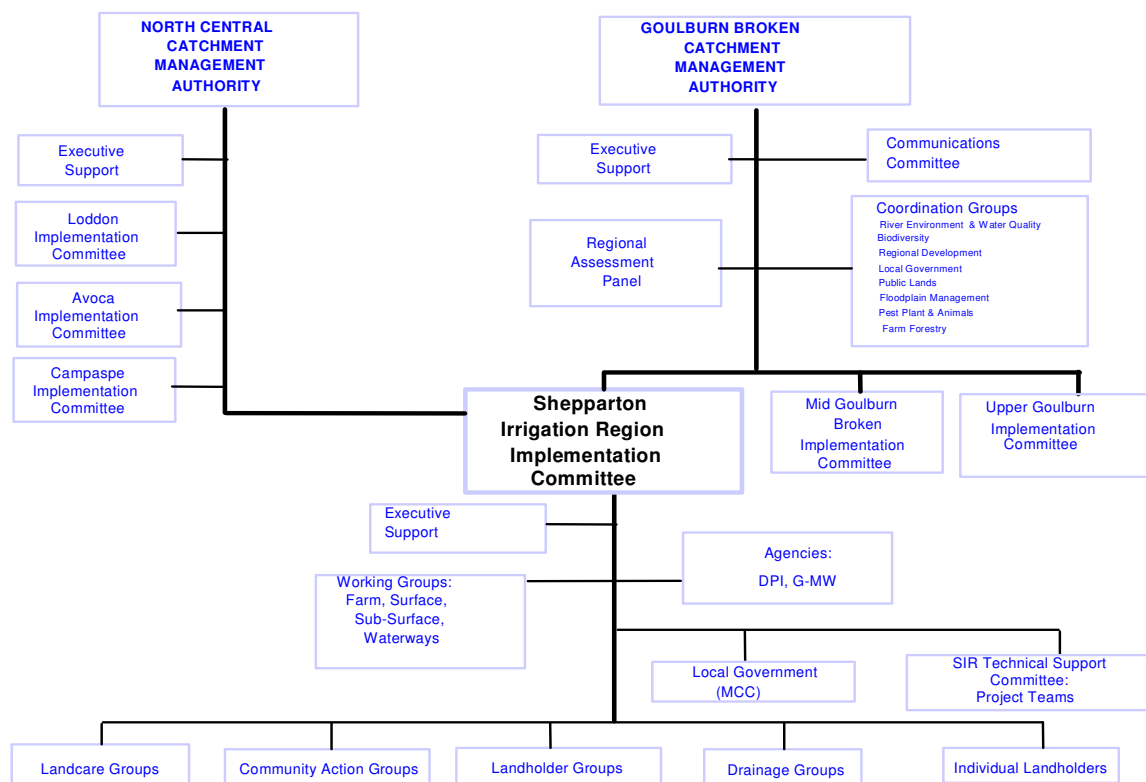 NORTH CENTRAL
CATCHMENT
MANAGEMENT
AUTHORITY
GOULBURN BROKEN
CATCHMENT
MANAGEMENT
AUTHORITY
Executive
Support
Loddon
Implementation
Committee
Avoca
Implementation
Committee
Campaspe
Implementation
Committee
Executive
Support
Communications
Committee
Regional
Assessment
Panel
Coordination Groups
River Environment & Water Quality
Biodiversity
Regional Development
Local Government
Public Lands
Floodplain Management
Pest Plant & Animals
Farm Forestry
Shepparton
Irrigation Region
Implementation
Committee
Mid Goulburn
Broken
Implementation
Committee
Upper Goulburn
Implementation
Committee
Executive
Support
Agencies:
DPI, G-MW
Working Groups:
Farm, Surface,
Sub-Surface,
Waterways
Local Government
(MCC)
SIR Technical Support
Committee:
Project Teams
Landcare Groups
Community Action Groups
Landholder Groups
Drainage Groups
Individual Landholders